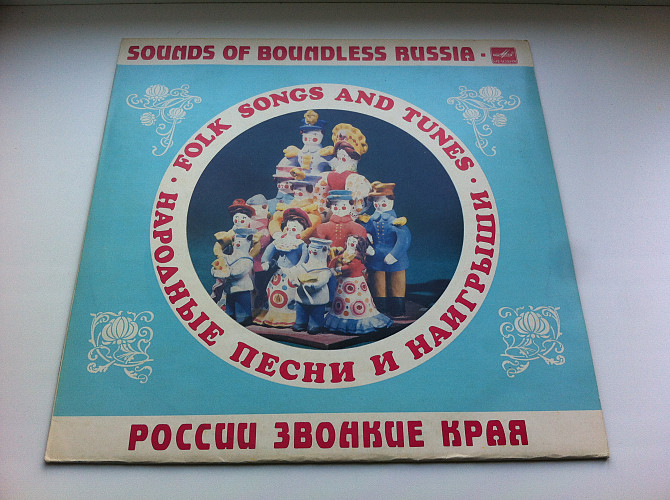 SOUNDS OF BOUNDLESS RUSSIA ·
· FOLK SONGS AND TUNES ·
НАРОДНЫЕ ПЕСНИ И НАИГРЫШИ
РОССИИ ЗВОНКИЕ КРАЯ